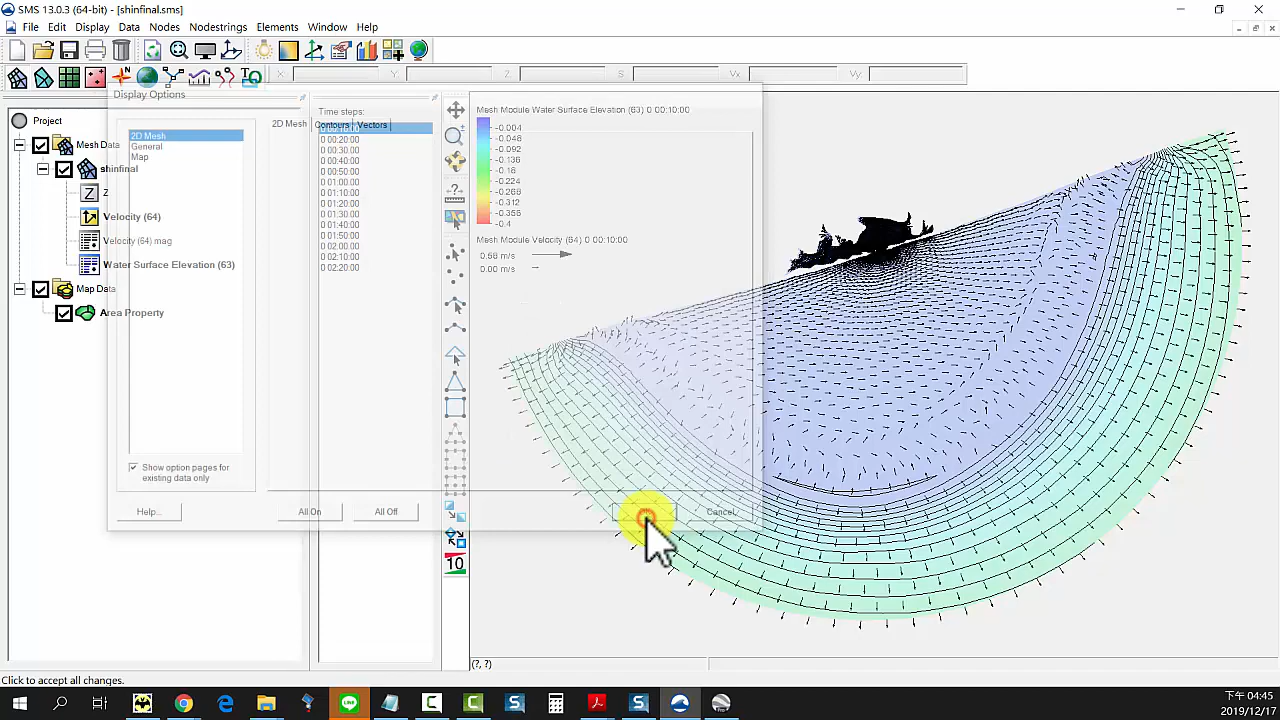 SMS 13.0.3 (64-bit) - [shinfinal.sms]
File Edit Display Data Nodes Nodestrings Elements Window Help
X Y Z S Vx Vy
Display Options
Project
Mesh Data
shinfinal
Z
Velocity (64)
Velocity (64) mag
Water Surface Elevation (63)
Map Data
Area Property
2D Mesh
General
Map
Show option pages for
existing data only
Help...
All On
All Off
Cancel
2D Mesh Contours Vectors
Time steps:
0 00:10:00
0 00:20:00
0 00:30:00
0 00:40:00
0 00:50:00
0 01:00:00
0 01:10:00
0 01:20:00
0 01:30:00
0 01:40:00
0 01:50:00
0 02:00:00
0 02:10:00
0 02:20:00
10
Mesh Module Water Surface Elevation (63) 0 00:10:00
-0.004
-0.048
-0.092
-0.136
-0.18
-0.224
-0.268
-0.312
-0.356
-0.4
Mesh Module Velocity (64) 0 00:10:00
0.68 m/s
0.00 m/s
(?, ?)
Click to accept all changes.
LINE
下午 04:45
2019/12/17